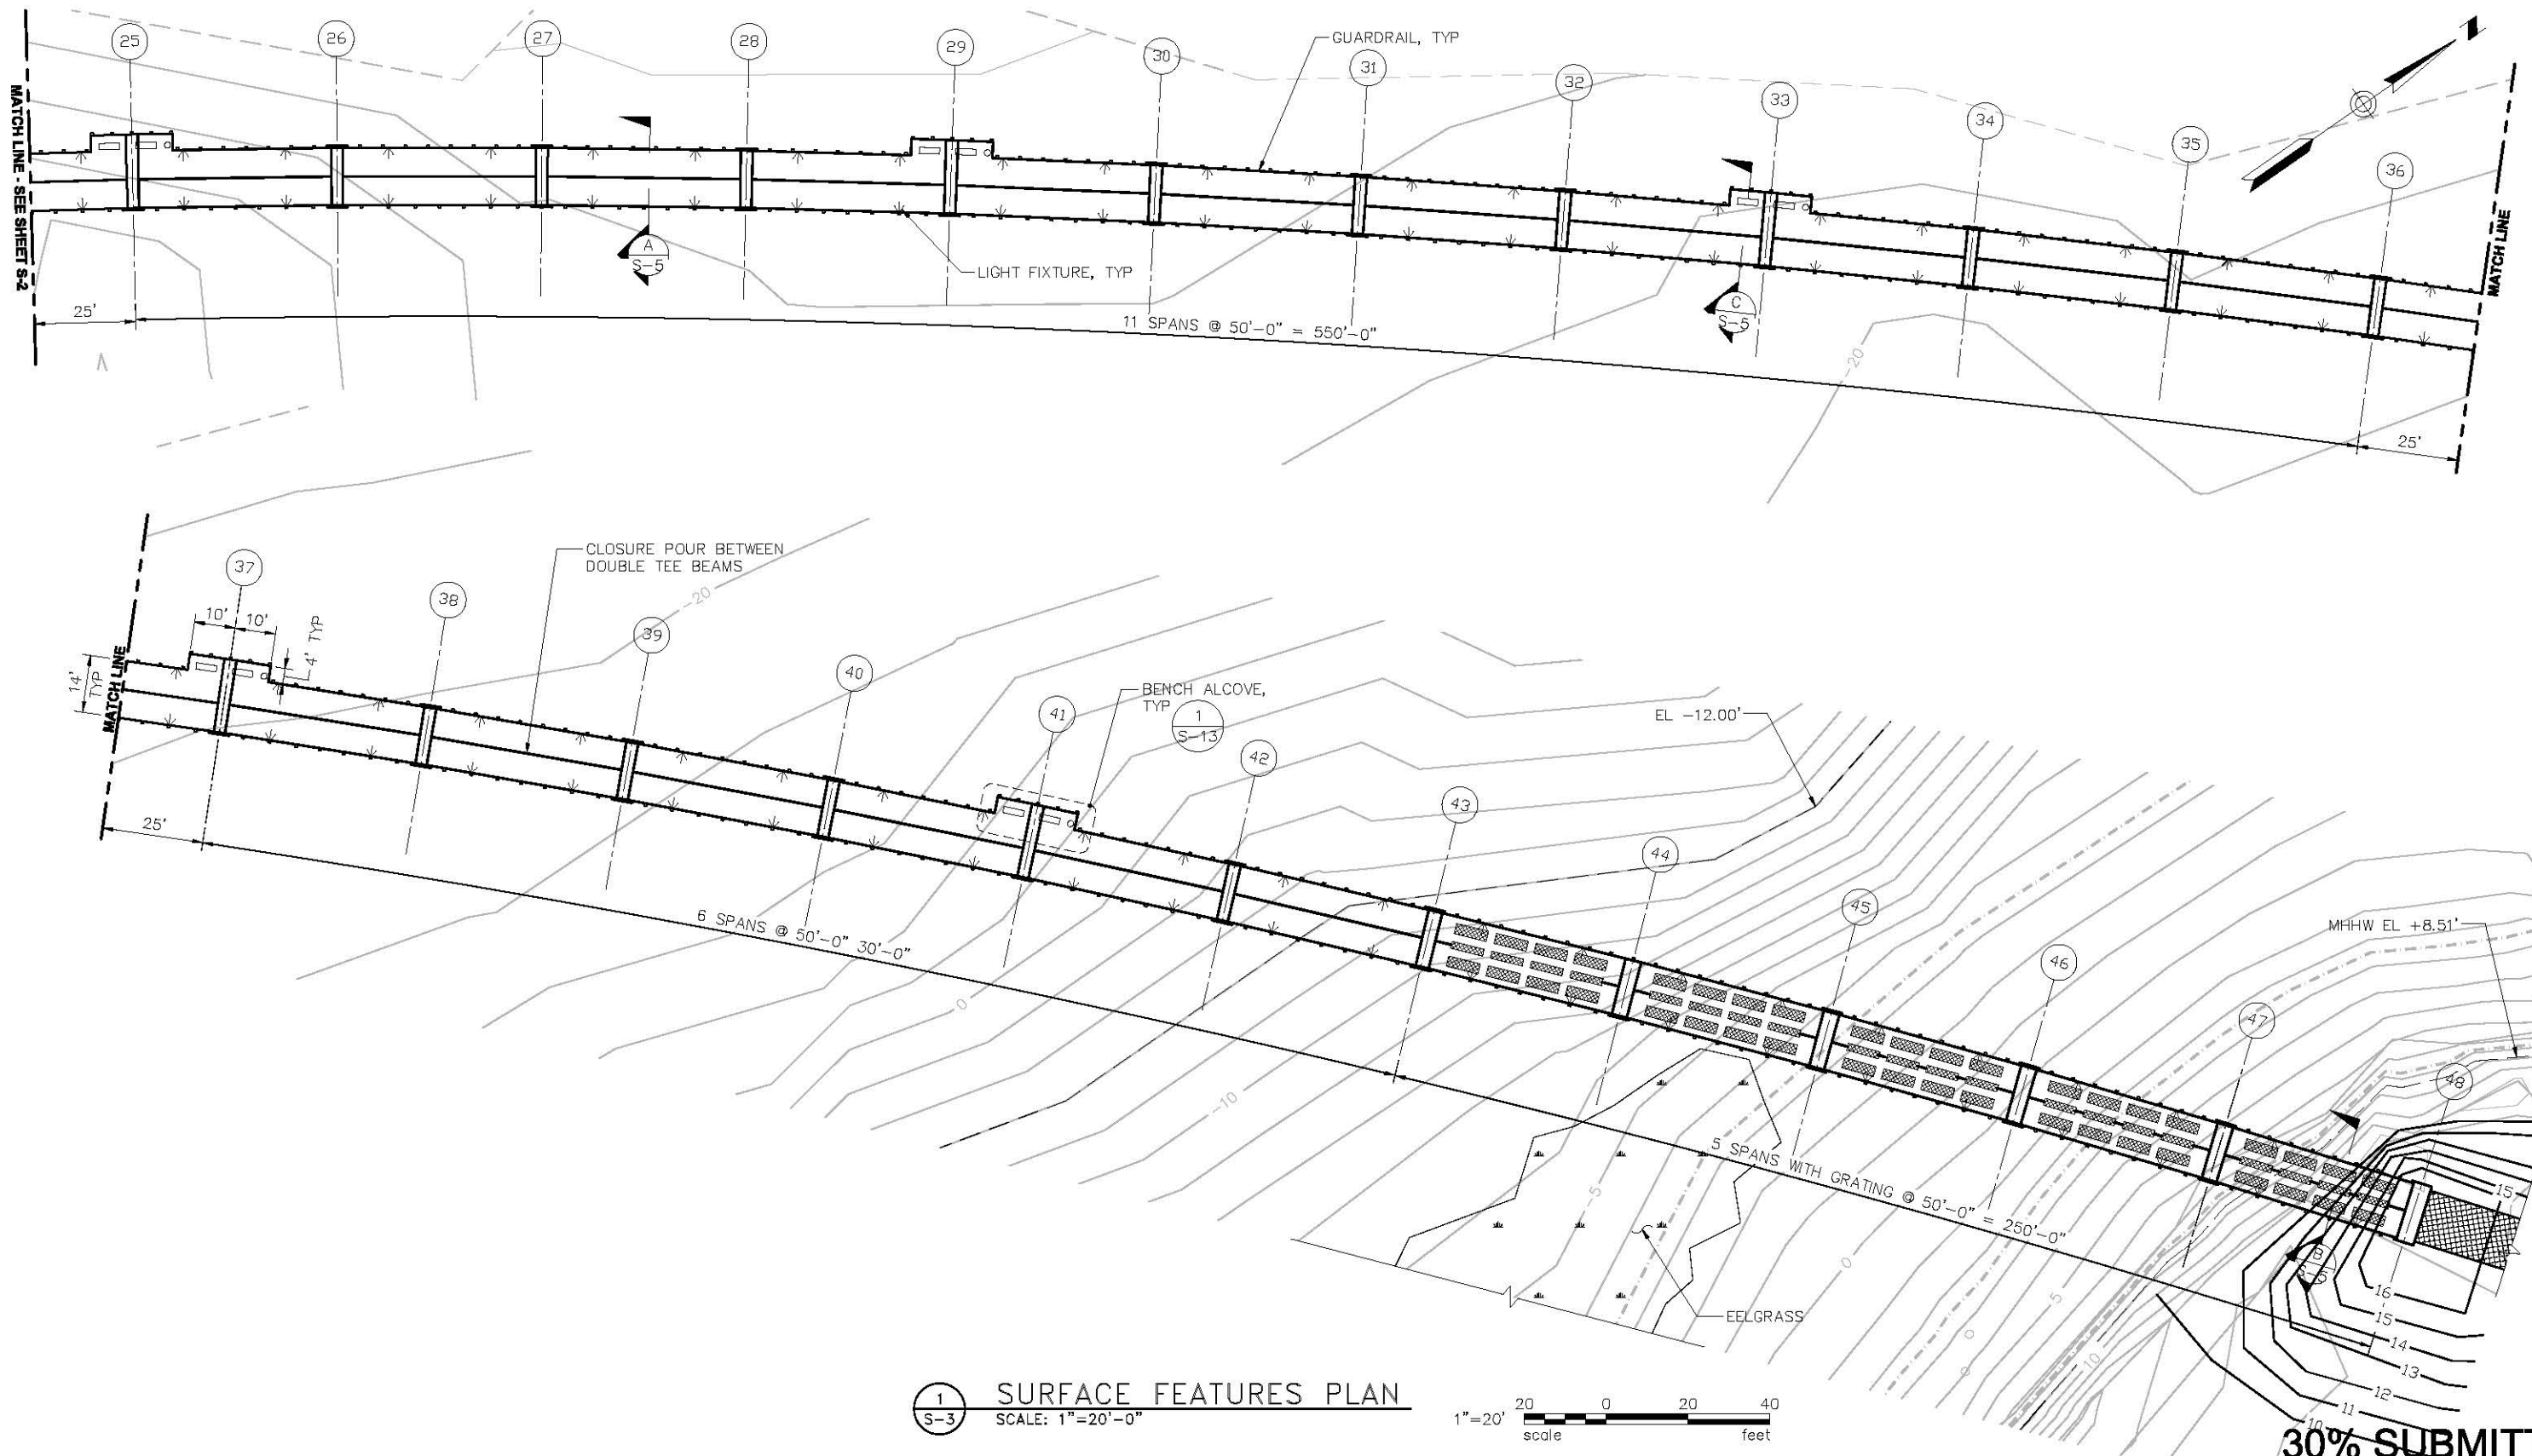 25
26
27
28
29
30
31
32
33
34
35
36
GUARDRAIL, TYP
N
MATCH LINE - SEE SHEET S-2
MATCH LINE
A
S-5
LIGHT FIXTURE, TYP
C
S-5
25'
11 SPANS @ 50'-0" = 550'-0"
25'
-20
37
38
39
40
41
42
43
44
45
46
47
48
CLOSURE POUR BETWEEN
DOUBLE TEE BEAMS
-20
10'
10'
4' TYP
14'
TYP
MATCH LINE
BENCH ALCOVE,
TYP
1
S-13
EL -12.00'
MHHW EL +8.51'
25'
6 SPANS @ 50'-0" 30'-0"
0
-10
-5
0
5
0
0
10
5 SPANS WITH GRATING @ 50'-0" = 250'-0"
EELGRASS
B
S-5
15
16
15
14
13
12
11
10
1
S-3
SURFACE FEATURES PLAN
SCALE: 1"=20'-0"
1"=20'
20 0 20 40
scale feet
30% SUBMITT